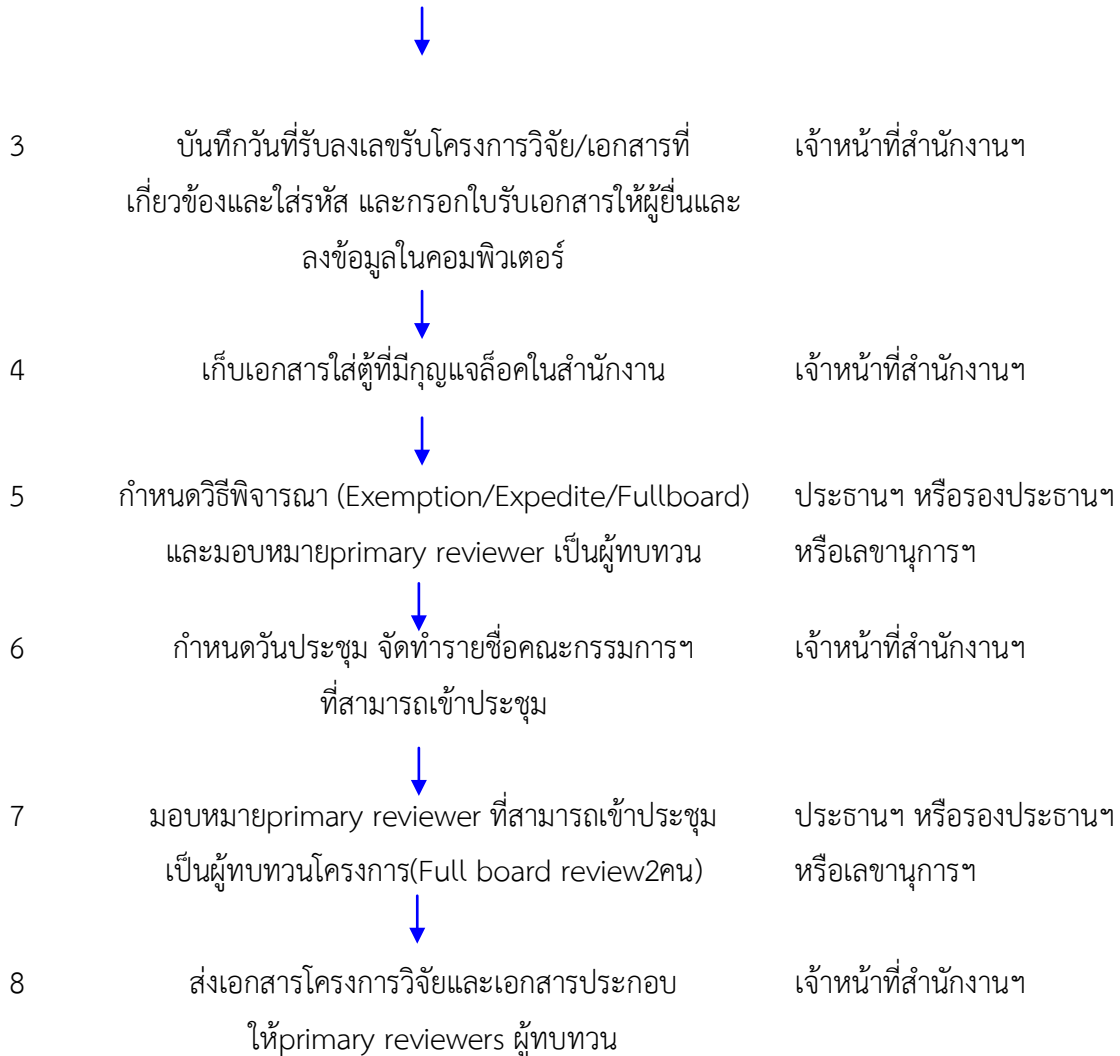 3 บันทึกวันที่รับลงเลขรับโครงการวิจัย/เอกสารที่ เจ้าหน้าที่สำนักงานฯ
เกี่ยวข้องและใส่รหัส และกรอกใบรับเอกสารให้ผู้ยื่นและ
ลงข้อมูลในคอมพิวเตอร์
4 เก็บเอกสารใส่ตู้ที่มีกุญแจล็อคในสำนักงาน เจ้าหน้าที่สำนักงานฯ
5 กำหนดวิธีพิจารณา (Exemption/Expedite/Fullboard) ประธานฯ หรือรองประธานฯ
และมอบหมายprimary reviewer เป็นผู้ทบทวน หรือเลขานุการฯ
6 กำหนดวันประชุม จัดทำรายชื่อคณะกรรมการฯ เจ้าหน้าที่สำนักงานฯ
ที่สามารถเข้าประชุม
7 มอบหมายprimary reviewer ที่สามารถเข้าประชุม ประธานฯ หรือรองประธานฯ
เป็นผู้ทบทวนโครงการ(Full board review2คน) หรือเลขานุการฯ
8 ส่งเอกสารโครงการวิจัยและเอกสารประกอบ เจ้าหน้าที่สำนักงานฯ
ให้primary reviewers ผู้ทบทวน